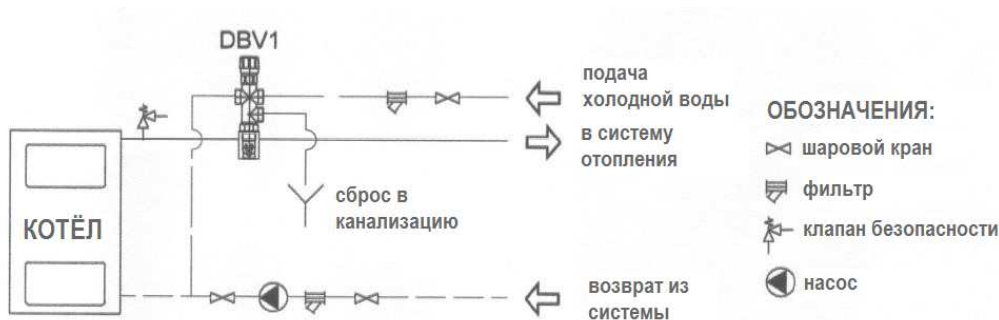 DBV1
подача
холодной воды
в систему
отопления
сброс в
канализацию
КОТЁЛ
возврат из
системы
ОБОЗНАЧЕНИЯ:
шаровой кран
фильтр
клапан безопасности
насос